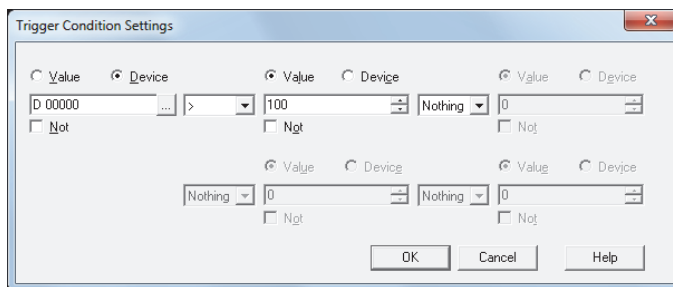 Trigger Condition Settings
Value Device Value Device Value Device
D 00000 ... > 100 Nothing 0
Not Not Not
Value Device Value Device
Nothing 0 Nothing 0
Not Not
OK Cancel Help